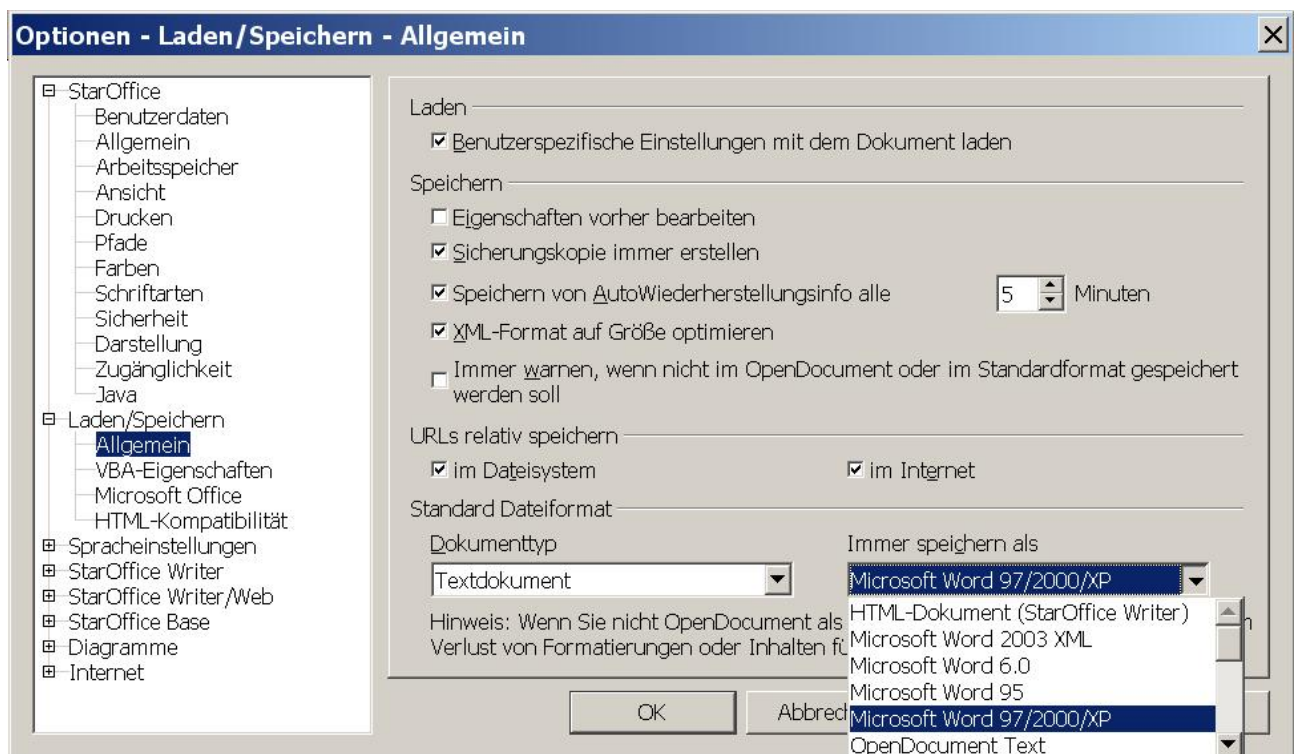 Optionen - Laden/Speichern - Allgemein
StarOffice
Benutzerdaten
Allgemein
Arbeitsspeicher
Ansicht
Drucken
Pfade
Farben
Schriftarten
Sicherheit
Darstellung
Zugänglichkeit
Java
Laden/Speichern
Allgemein
VBA-Eigenschaften
Microsoft Office
HTML-Kompatibilität
Spracheinstellungen
StarOffice Writer
StarOffice Writer/Web
StarOffice Base
Diagramme
Internet
Laden
Benutzerspezifische Einstellungen mit dem Dokument laden
Speichern
Eigenschaften vorher bearbeiten
Sicherungskopie immer erstellen
Speichern von AutoWiederherstellungsinfo alle 5 Minuten
XML-Format auf Größe optimieren
Immer warnen, wenn nicht im OpenDocument oder im Standardformat gespeichert
werden soll
URLs relativ speichern
im Dateisystem im Internet
Standard Dateiformat
Dokumenttyp Immer speichern als
Textdokument Microsoft Word 97/2000/XP
Hinweis: Wenn Sie nicht OpenDocument als
Verlust von Formatierungen oder Inhalten
HTML-Dokument (StarOffice Writer)
Microsoft Word 2003 XML
Microsoft Word 6.0
Microsoft Word 95
Microsoft Word 97/2000/XP
OpenDocument Text
OK